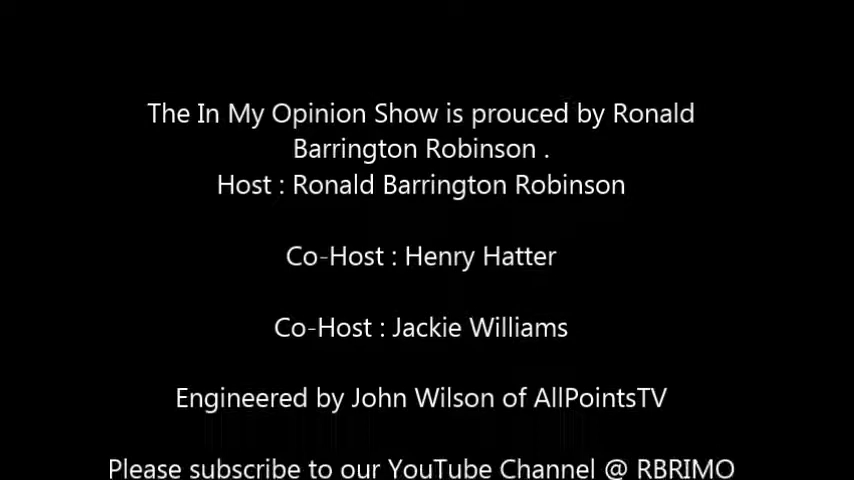 The In My Opinion Show is prouced by Ronald
Barrington Robinson .
Host : Ronald Barrington Robinson
Co-Host : Henry Hatter
Co-Host : Jackie Williams
Engineered by John Wilson of AllPointsTV
Please subscribe to our YouTube Channel @ RBRIMO